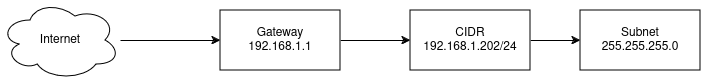 Internet
Gateway
192.168.1.1
CIDR
192.168.1.202/24
Subnet
255.255.255.0